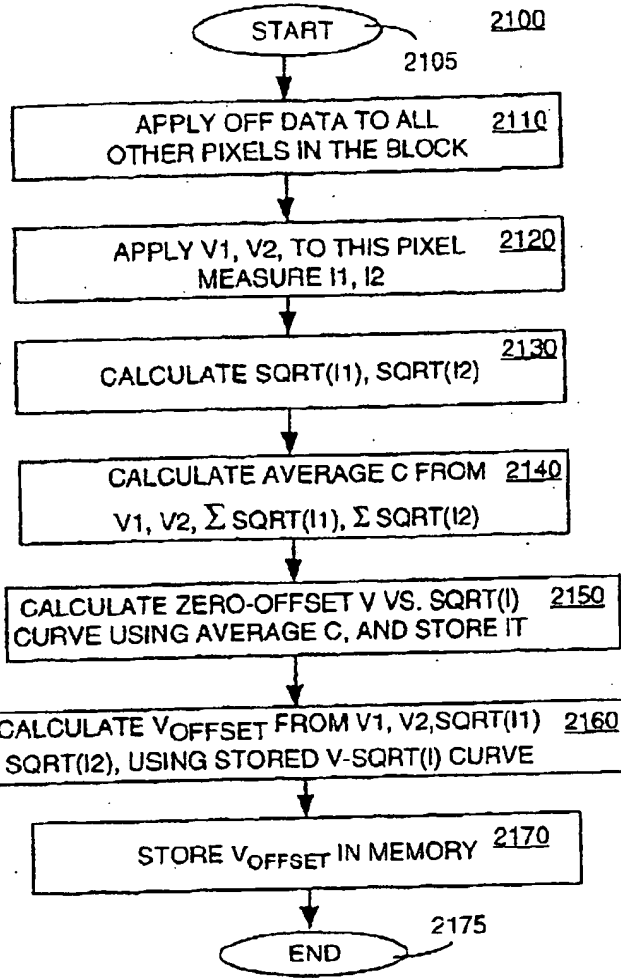 START
2100
2105
APPLY OFF DATA TO ALL 2110
OTHER PIXELS IN THE BLOCK
APPLY V1, V2, TO THIS PIXEL 2120
MEASURE I1, I2
2130
CALCULATE SQRT(I1), SQRT(I2)
CALCULATE AVERAGE C FROM 2140
V1, V2, Σ SQRT(I1), Σ SQRT(I2)
CALCULATE ZERO-OFFSET V VS. SQRT(I) 2150
CURVE USING AVERAGE C, AND STORE IT
CALCULATE VOFFSET FROM V1, V2,SQRT(I1) 2160
SQRT(I2), USING STORED V-SQRT(I) CURVE
STORE VOFFSET IN MEMORY 2170
2175
END